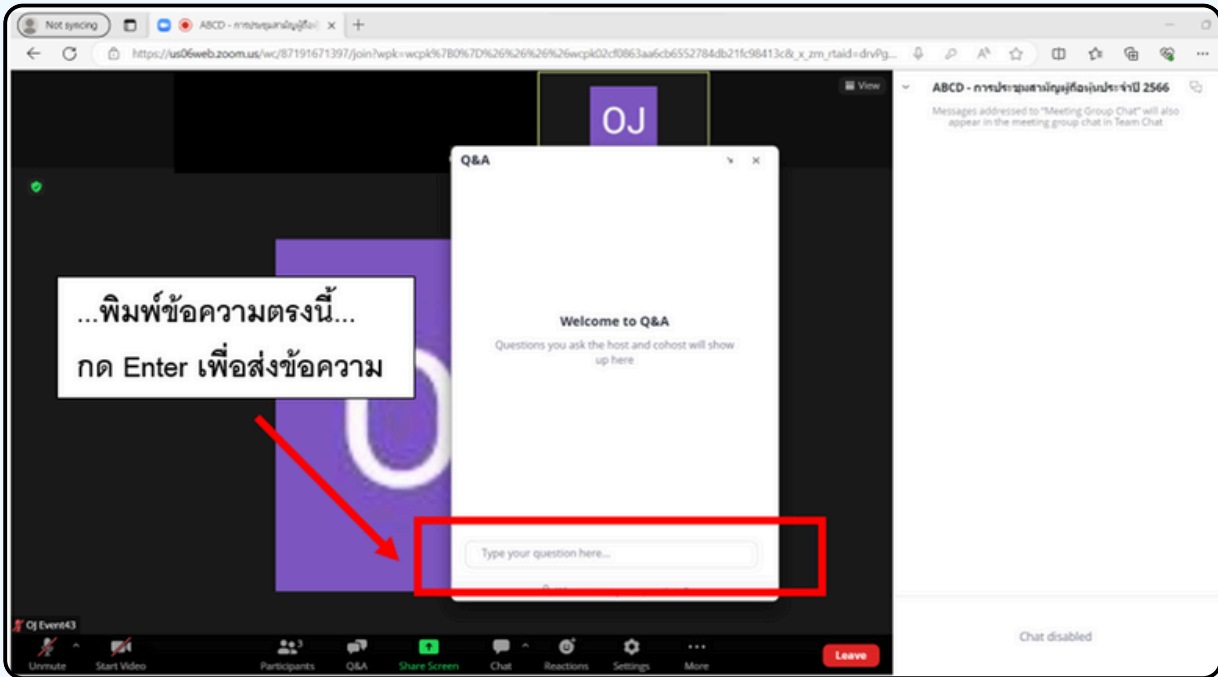 Not syncing
ABCD - การประชุมสามัญผู้ถือหุ้
https://us06web.zoom.us/wc/87191671397/join?wpk=wcpk%7B0%7D%26%26%26%26wcpk02cf0863aa6cb6552784db21fc98413c&_x_zm_rtaid=drvPg...
View
ABCD - การประชุมสามัญผู้ถือหุ้นประจำปี 2566
Messages addressed to "Meeting Group Chat" will also
appear in the meeting group chat in Team Chat
OJ
Q&A
...พิมพ์ข้อความตรงนี้...
กด Enter เพื่อส่งข้อความ
Welcome to Q&A
Questions you ask the host and cohost will show
up here
Type your question here...
OJ Event43
Chat disabled
Unmute
Start Video
3
Participants
Q&A
Share Screen
Chat
Reactions
Settings
More
Leave